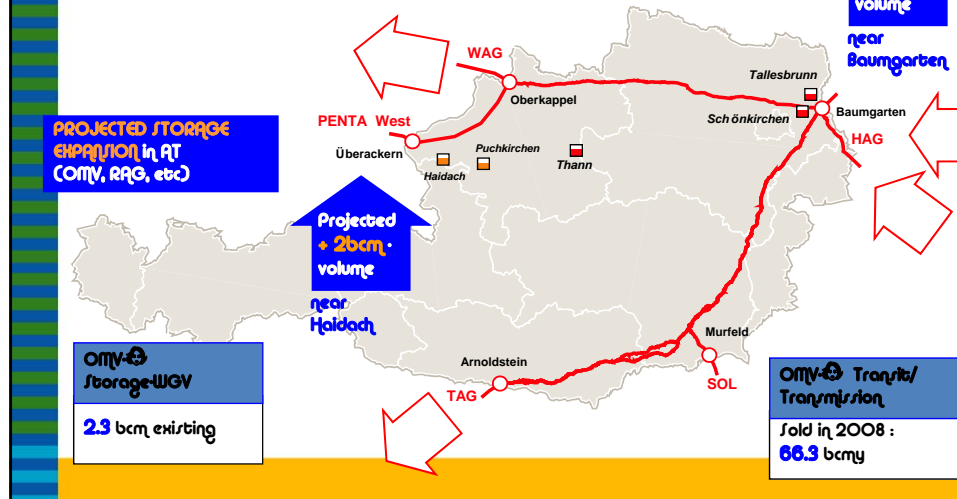 volume
near
Baumgarten
WAG
Tallesbrunn
Oberkappel
Schönkirchen
Baumgarten
PENTA West
HAG
PROJECTED STORAGE
EXPANSION in AT
(OMV, RAG, etc)
Überackern
Puchkirchen
Haidach
Thann
Projected
+ 2bcm •
volume
near
Haidach
Murfeld
Arnoldstein
SOL
TAG
OMV-
Storage-WGV
2.3 bcm existing
OMV- Transit/
Transmission
Sold in 2008 :
66.3 bcmy